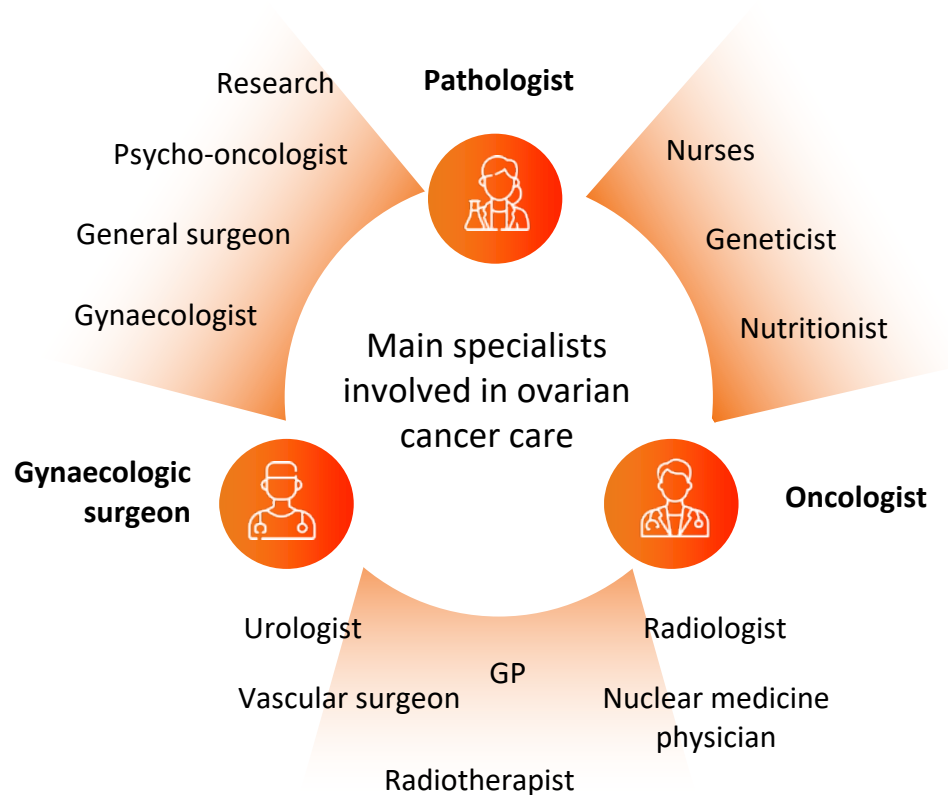 Pathologist
Research
Psycho-oncologist
General surgeon
Gynaecologist
Nurses
Geneticist
Nutritionist
Main specialists
involved in ovarian
cancer care
Gynaecologic
surgeon
Oncologist
Urologist
GP
Radiologist
Vascular surgeon
Nuclear medicine
physician
Radiotherapist